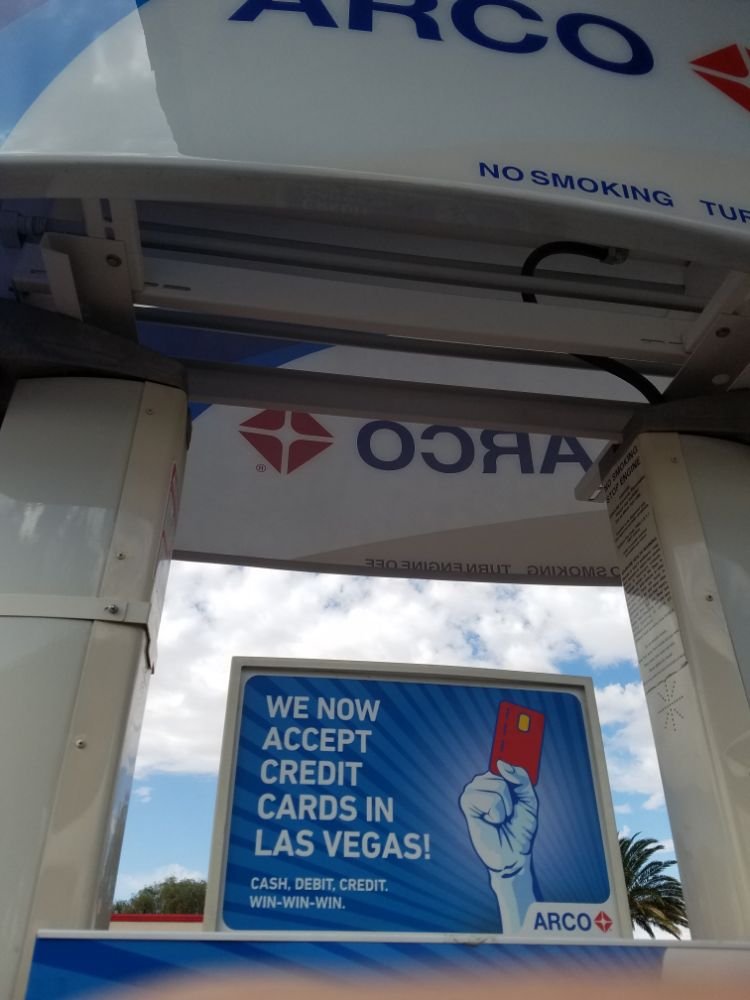 ARCO
NO SMOKING TUR
ARCO
®
O SMOKING TURN ENGINE OFF
NO SMOKING
STOP ENGINE
WE NOW
ACCEPT
CREDIT
CARDS IN
LAS VEGAS!
CASH, DEBIT, CREDIT.
WIN-WIN-WIN.
ARCO